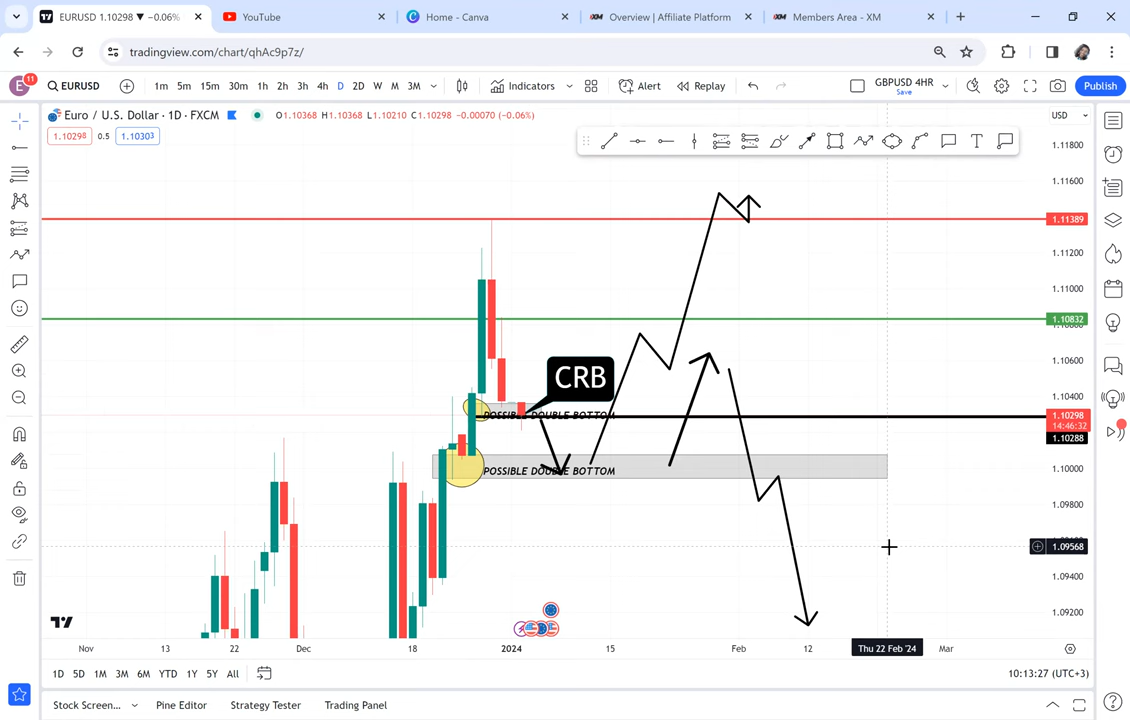 EURUSD 1.10298 ▼ −0.06%
YouTube
Home - Canva
XM Overview | Affiliate Platform
XM Members Area - XM
tradingview.com/chart/qhAc9p7z/
E 11
EURUSD
1m 5m 15m 30m 1h 2h 3h 4h D 2D W M 3M
Indicators
Alert
Replay
GBPUSD 4HR
Save
Publish
Euro / U.S. Dollar · 1D · FXCM
O1.10368 H1.10368 L1.10210 C1.10298 −0.00070 (−0.06%)
1.10298 0.5 1.10303
USD
1.11800
1.11600
1.11389
1.11200
1.11000
1.10832
1.10800
1.10600
1.10400
1.10298
14:46:32
1.10288
1.10000
1.09800
1.09568
1.09400
1.09200
CRB
POSSIBLE DOUBLE BOTTOM
POSSIBLE DOUBLE BOTTOM
Nov 13 22 Dec 18 2024 15 Feb 12 Thu 22 Feb '24 Mar
1D 5D 1M 3M 6M YTD 1Y 5Y All
10:13:27 (UTC+3)
Stock Screen... Pine Editor Strategy Tester Trading Panel